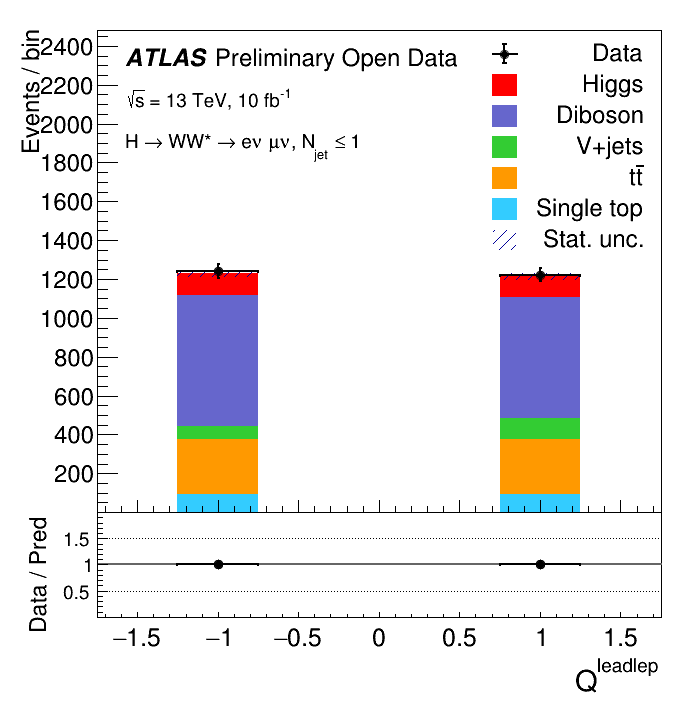 ATLAS Preliminary Open Data
√s = 13 TeV, 10 fb⁻¹
H → WW* → eν μν, N_jet ≤ 1
Data
Higgs
Diboson
V+jets
tt̄
Single top
Stat. unc.
Events / bin
2400
2200
2000
1800
1600
1400
1200
1000
800
600
400
200
Data / Pred
1.5
1
0.5
−1.5 −1 −0.5 0 0.5 1 1.5
Q^leadlep